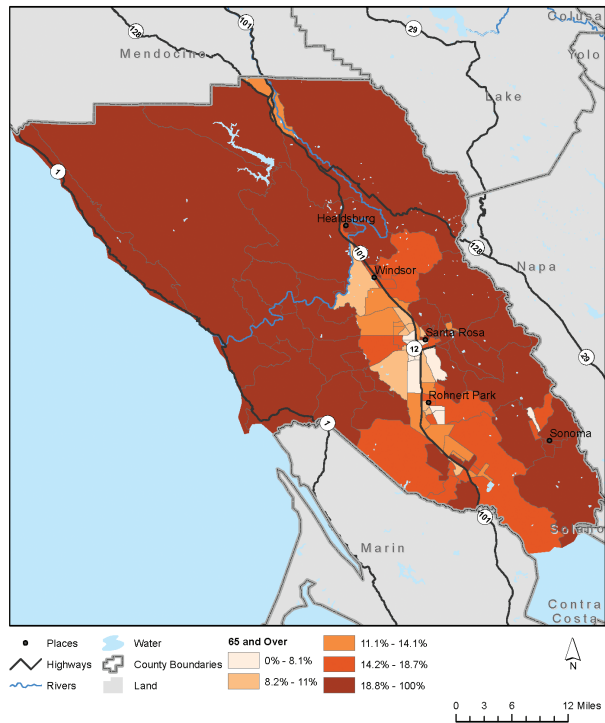 Colusa
101
128
29
Mendocino
Yolo
Lake
1
Healdsburg
128
101
Napa
Windsor
Santa Rosa
12
29
Rohnert Park
1
Sonoma
101
Solano
Marin
Contra
Costa
Places
Highways
Rivers
Water
County Boundaries
Land
65 and Over
0% - 8.1%
8.2% - 11%
11.1% - 14.1%
14.2% - 18.7%
18.8% - 100%
N
0 3 6 12 Miles